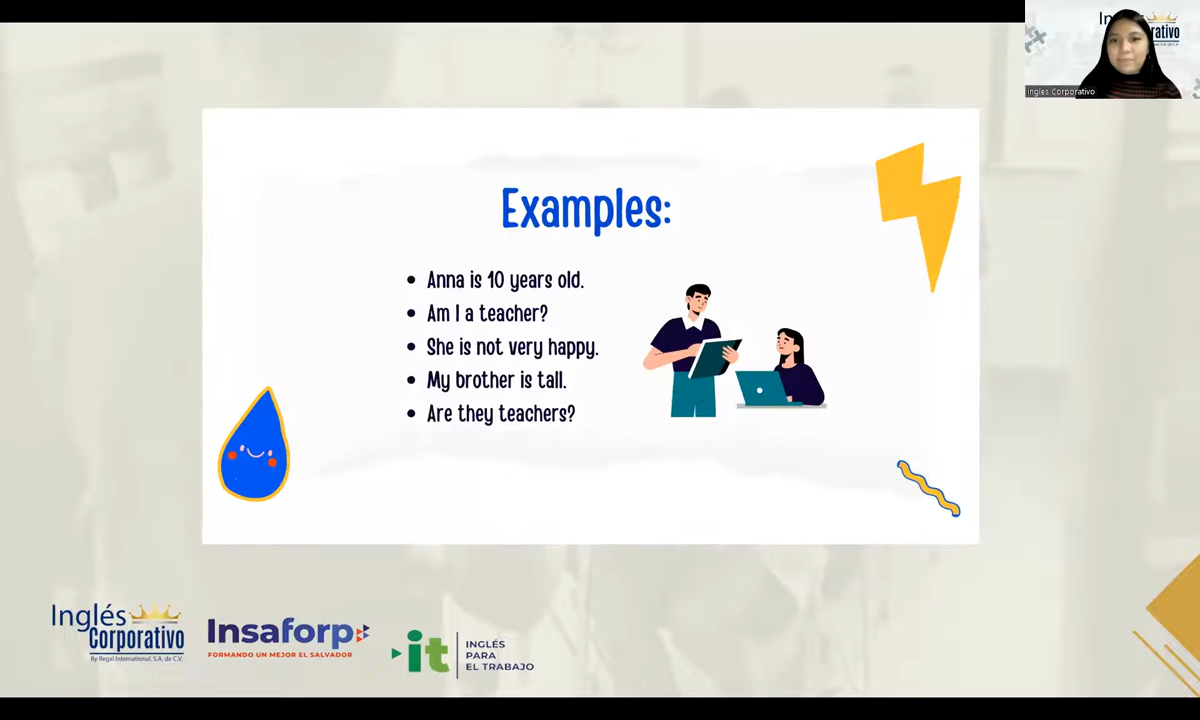 Examples:
• Anna is 10 years old.
• Am I a teacher?
• She is not very happy.
• My brother is tall.
• Are they teachers?
Ingles Corporativo
Inglés
Corporativo
By Regal International, S.A. de C.V.
Insaforp
FORMANDO UN MEJOR EL SALVADOR
it
INGLÉS
PARA
EL TRABAJO